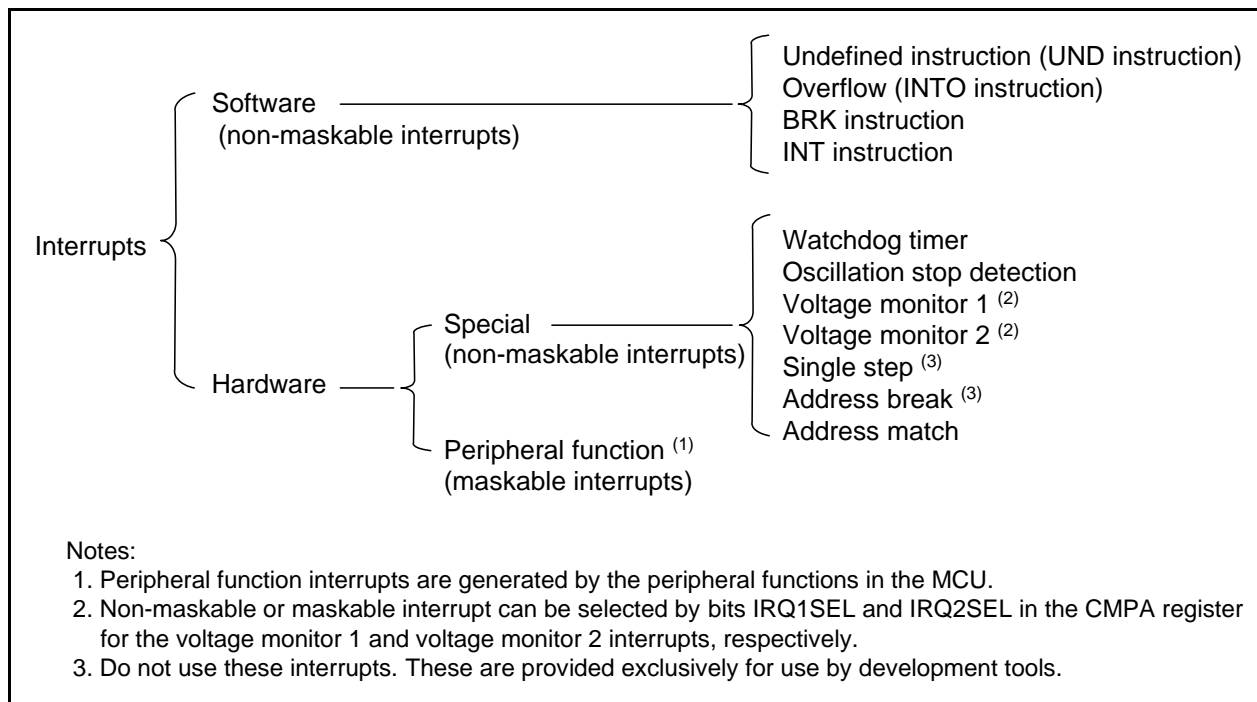 Undefined instruction (UND instruction)
Software
Overflow (INTO instruction)
(non-maskable interrupts)
BRK instruction
INT instruction
Interrupts
Watchdog timer
Oscillation stop detection
Voltage monitor 1 (2)
Special
Voltage monitor 2 (2)
(non-maskable interrupts)
Single step (3)
Hardware
Address break (3)
Address match
Peripheral function (1)
(maskable interrupts)
Notes:
1. Peripheral function interrupts are generated by the peripheral functions in the MCU.
2. Non-maskable or maskable interrupt can be selected by bits IRQ1SEL and IRQ2SEL in the CMPA register
for the voltage monitor 1 and voltage monitor 2 interrupts, respectively.
3. Do not use these interrupts. These are provided exclusively for use by development tools.